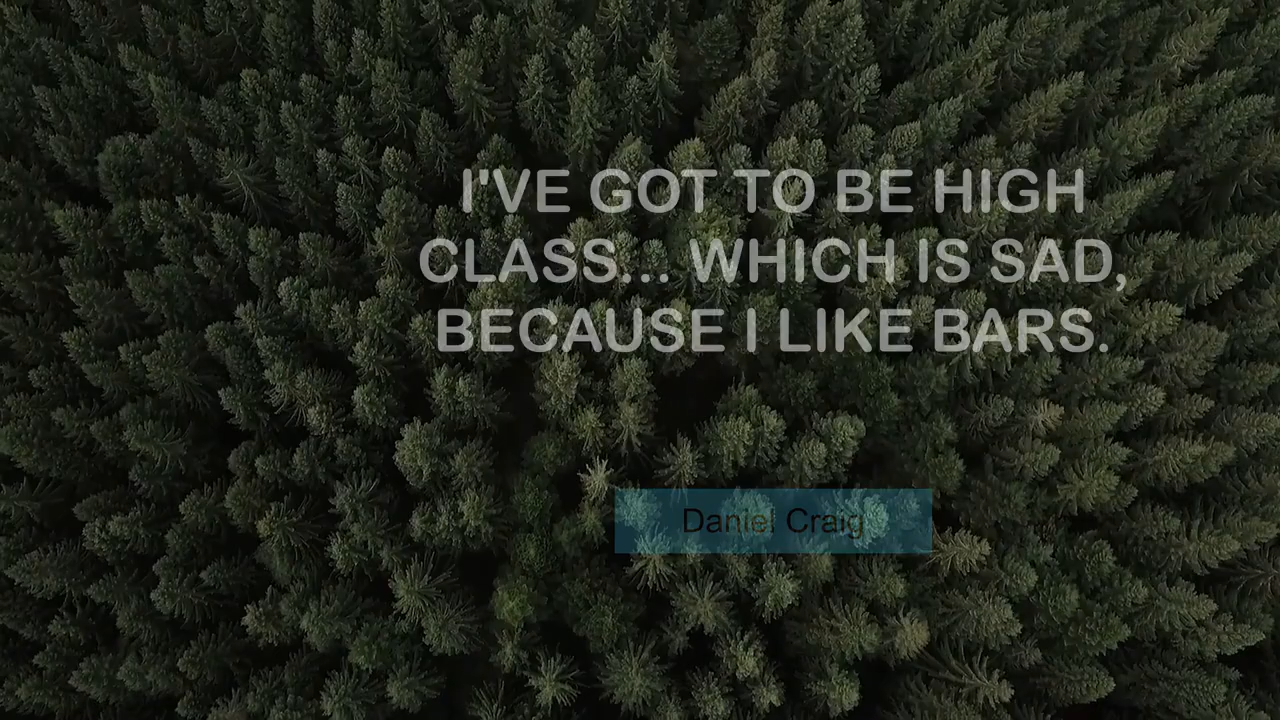 I'VE GOT TO BE HIGH
CLASS... WHICH IS SAD,
BECAUSE I LIKE BARS.
Daniel Craig